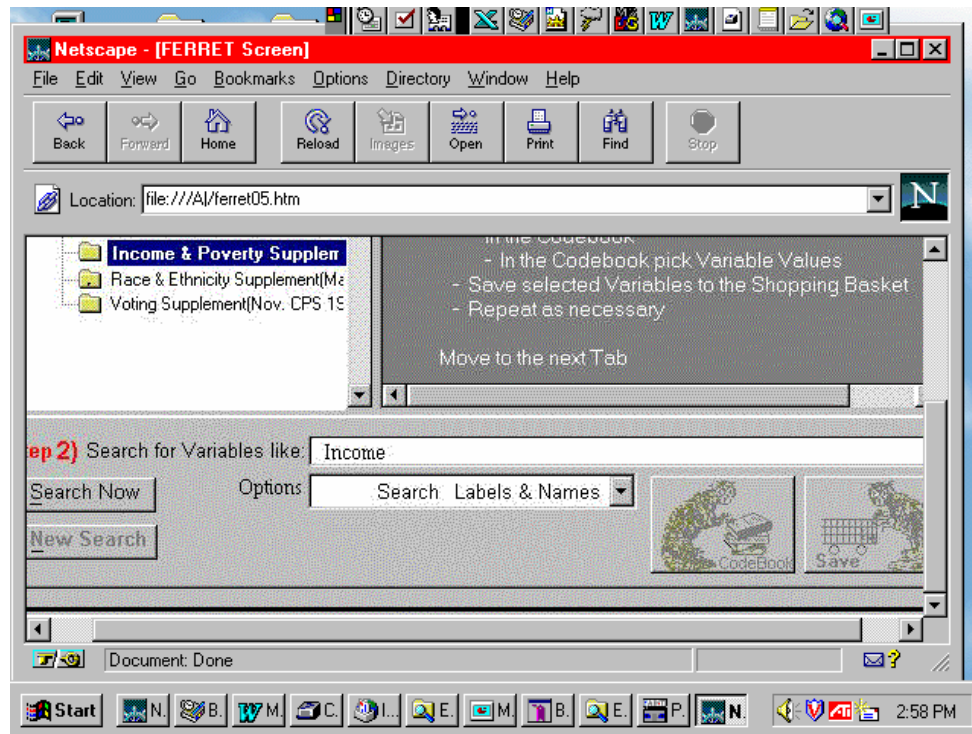 Netscape - [FERRET Screen]
File Edit View Go Bookmarks Options Directory Window Help
Back Forward Home Reload Images Open Print Find Stop
Location: file:///A|/ferret05.htm
N
In the Codebook
Income & Poverty Supplem
- In the Codebook pick Variable Values
Race & Ethnicity Supplement(Ma
- Save selected Variables to the Shopping Basket
Voting Supplement(Nov. CPS 19
- Repeat as necessary
Move to the next Tab
ep 2) Search for Variables like: Income
Search Now Options Search Labels & Names
New Search
CodeBook Save
Document: Done
Start N. B. M. C. I... E. M. B. E. P. N. 2:58 PM